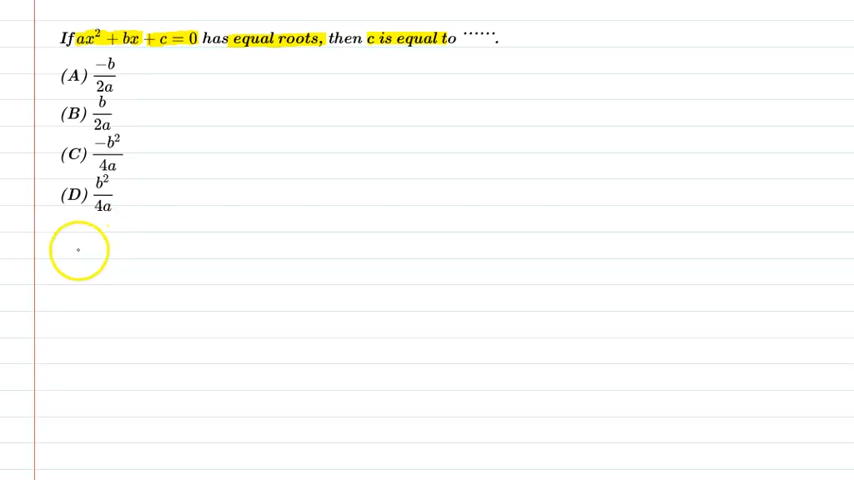 If ax² + bx + c = 0 has equal roots, then c is equal to ······.
(A) −b/2a
(B) b/2a
(C) −b²/4a
(D) b²/4a